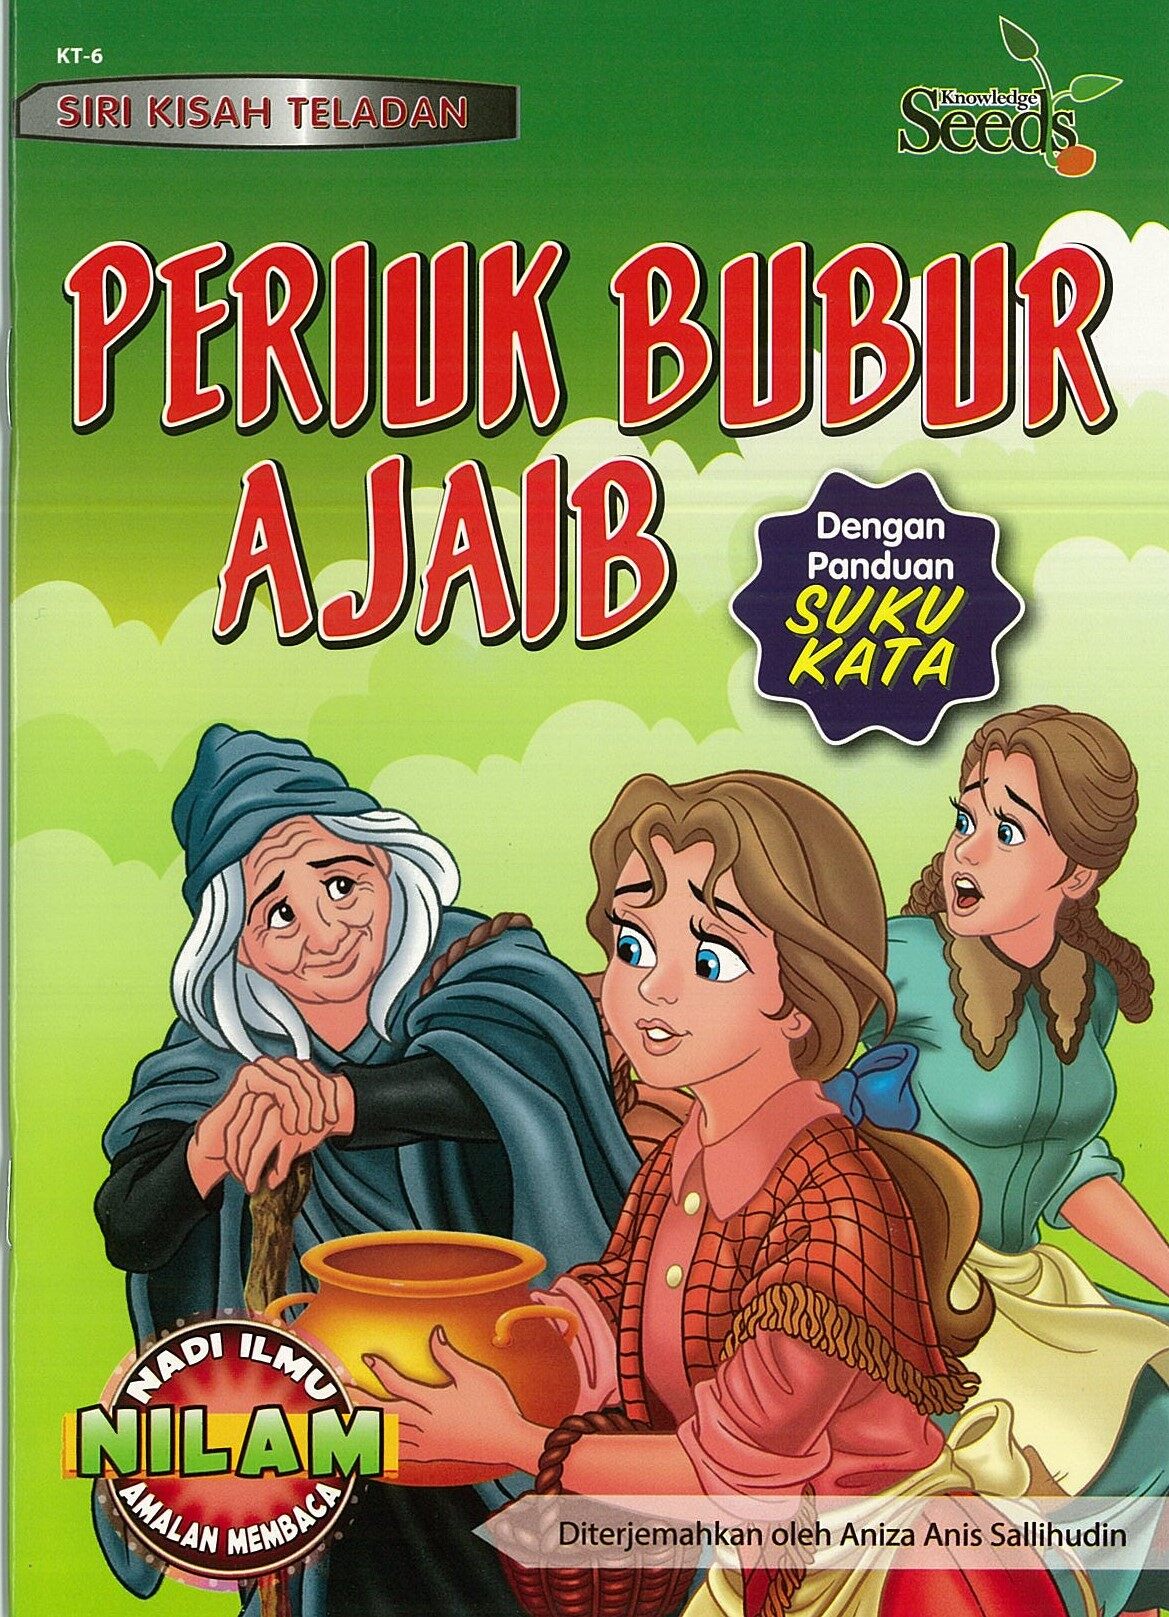 KT-6
SIRI KISAH TELADAN
Knowledge
Seeds
PERIUK BUBUR
AJAIB
Dengan
Panduan
SUKU
KATA
NADI ILMU
NILAM
AMALAN MEMBACA
Diterjemahkan oleh Aniza Anis Sallihudin